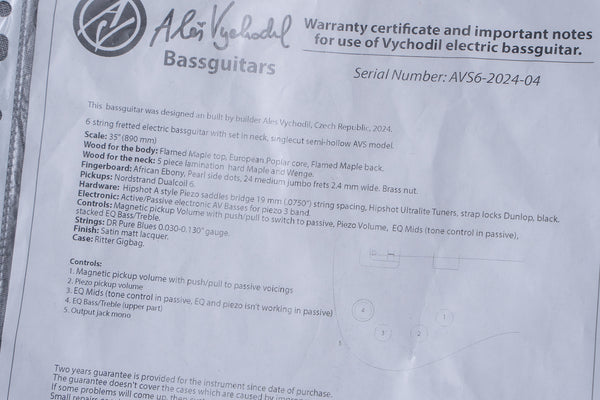 Aleš Vychodil
Bassguitars
Warranty certificate and important notes
for use of Vychodil electric bassguitar.
Serial Number: AVS6-2024-04
This bassguitar was designed an built by builder Ales Vychodil, Czech Republic, 2024.
6 string fretted electric bassguitar with set in neck, singlecut semi-hollow AVS model.
Scale: 35" (890 mm)
Wood for the body: Flamed Maple top, European Poplar core, Flamed Maple back.
Wood for the neck: 5 piece lamination hard Maple and Wenge.
Fingerboard: African Ebony, Pearl side dots, 24 medium jumbo frets 2,4 mm wide. Brass nut.
Pickups: Nordstrand Dualcoil 6.
Hardware: Hipshot A style Piezo saddles bridge 19 mm (.0750") string spacing, Hipshot Ultralite Tuners, strap locks Dunlop, black.
Electronic: Active/Passive electronic AV Basses for piezo 3 band.
Controls: Magnetic pickup Volume with push/pull to switch to passive, Piezo Volume, EQ Mids (tone control in passive),
stacked EQ Bass/Treble.
Strings: DR Pure Blues 0.030-0.130" gauge.
Finish: Satin matt lacquer.
Case: Ritter Gigbag.
Controls:
1. Magnetic pickup volume with push/pull to passive voicings
2. Piezo pickup volume
3. EQ Mids (tone control in passive, EQ and piezo isn't working in passive)
4. EQ Bass/Treble (upper part)
5. Output jack mono
4
1
3
2
5
Two years guarantee is provided for the instrument since date of purchase.
The guarantee doesn't cover the cases which are caused by
If some problems will come up, then
Small repairs